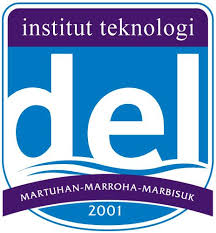 institut teknologi
del
MARTUHAN-MARROHA-MARBISUK
2001